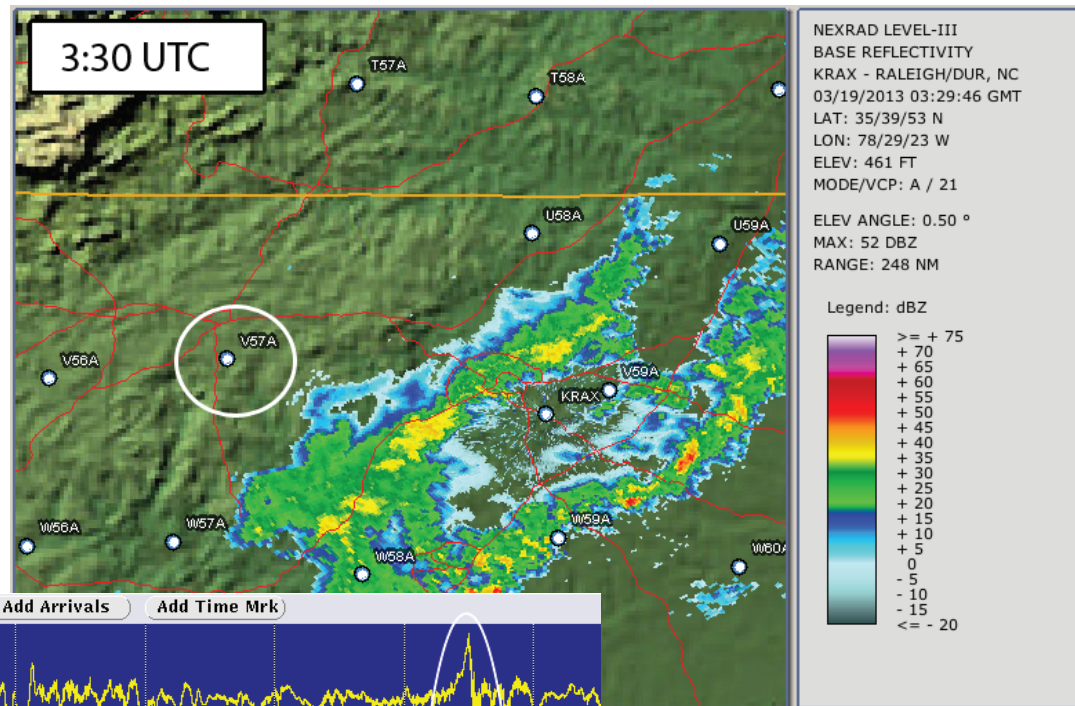 3:30 UTC
T57A
T58A
U58A
U59A
V57A
V56A
V59A
KRAX
W56A
W57A
W58A
W59A
W60A
Add Arrivals
Add Time Mrk
NEXRAD LEVEL-III
BASE REFLECTIVITY
KRAX - RALEIGH/DUR, NC
03/19/2013 03:29:46 GMT
LAT: 35/39/53 N
LON: 78/29/23 W
ELEV: 461 FT
MODE/VCP: A / 21
ELEV ANGLE: 0.50 °
MAX: 52 DBZ
RANGE: 248 NM
Legend: dBZ
>= + 75
+ 70
+ 65
+ 60
+ 55
+ 50
+ 45
+ 40
+ 35
+ 30
+ 25
+ 20
+ 15
+ 10
+ 5
0
- 5
- 10
- 15
<= - 20